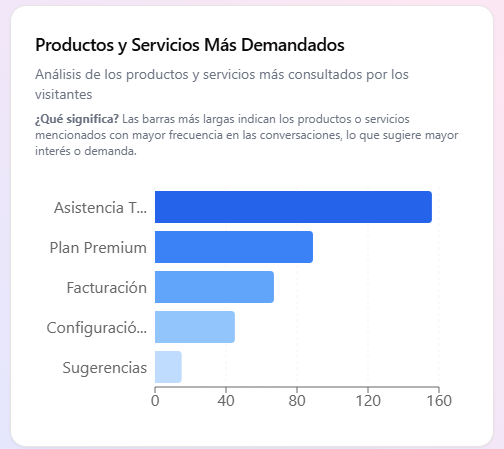 Productos y Servicios Más Demandados
Análisis de los productos y servicios más consultados por los
visitantes
¿Qué significa? Las barras más largas indican los productos o servicios
mencionados con mayor frecuencia en las conversaciones, lo que sugiere mayor
interés o demanda.
Asistencia T...
Plan Premium
Facturación
Configuració...
Sugerencias
0 40 80 120 160